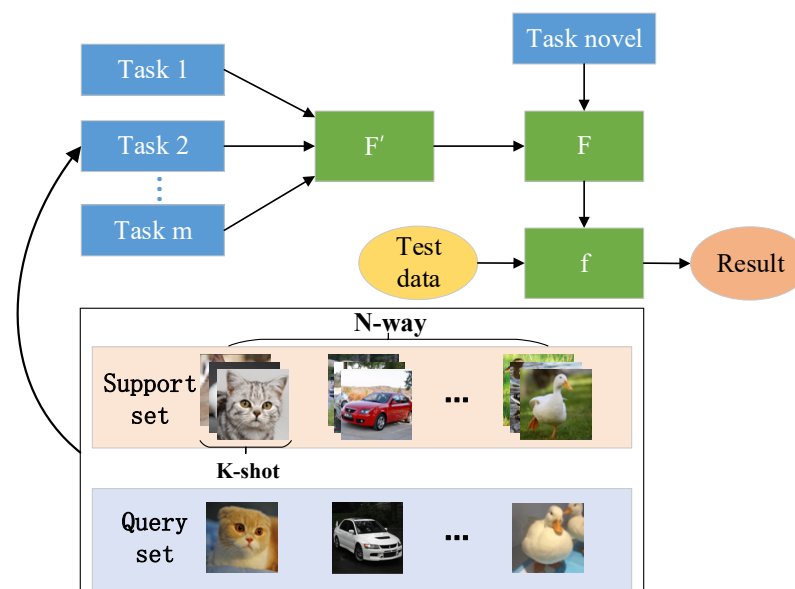 Task novel
Task 1
Task 2
F′
F
Task m
Test
data
f
Result
N-way
Support
set
...
K-shot
Query
set
...